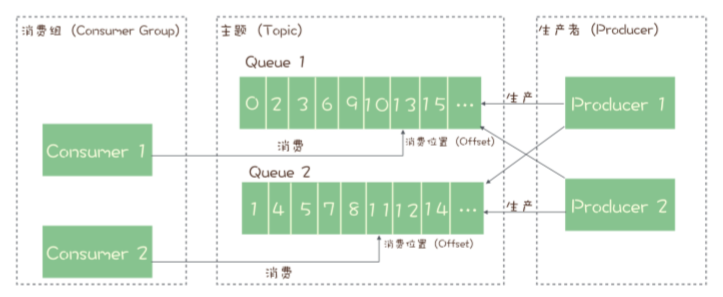 消费组 (Consumer Group)
主题 (Topic)
生产者 (Producer)
Queue 1
0 2 3 6 9 10 13 15 ...
生产
Producer 1
Consumer 1
消费
消费位置 (Offset)
Queue 2
1 4 5 7 8 11 12 14 ...
生产
Producer 2
消费位置 (Offset)
Consumer 2
消费